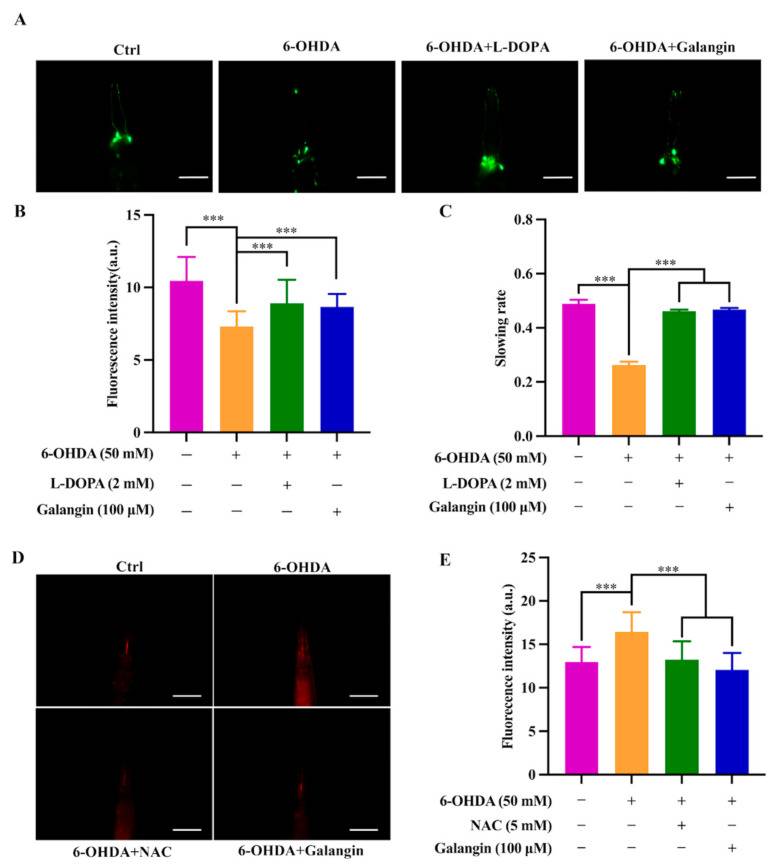 A
Ctrl
6-OHDA
6-OHDA+L-DOPA
6-OHDA+Galangin
B
Fluorescence intensity(a.u.)
15
10
5
0
***
***
***
6-OHDA (50 mM) – + + +
L-DOPA (2 mM) – – + –
Galangin (100 μM) – – – +
C
Slowing rate
0.8
0.6
0.4
0.2
0.0
***
***
6-OHDA (50 mM) – + + +
L-DOPA (2 mM) – – + –
Galangin (100 μM) – – – +
D
Ctrl
6-OHDA
6-OHDA+NAC
6-OHDA+Galangin
E
Fluorecence intensity (a.u.)
25
20
15
10
5
0
***
***
6-OHDA (50 mM) – + + +
NAC (5 mM) – – + –
Galangin (100 μM) – – – +